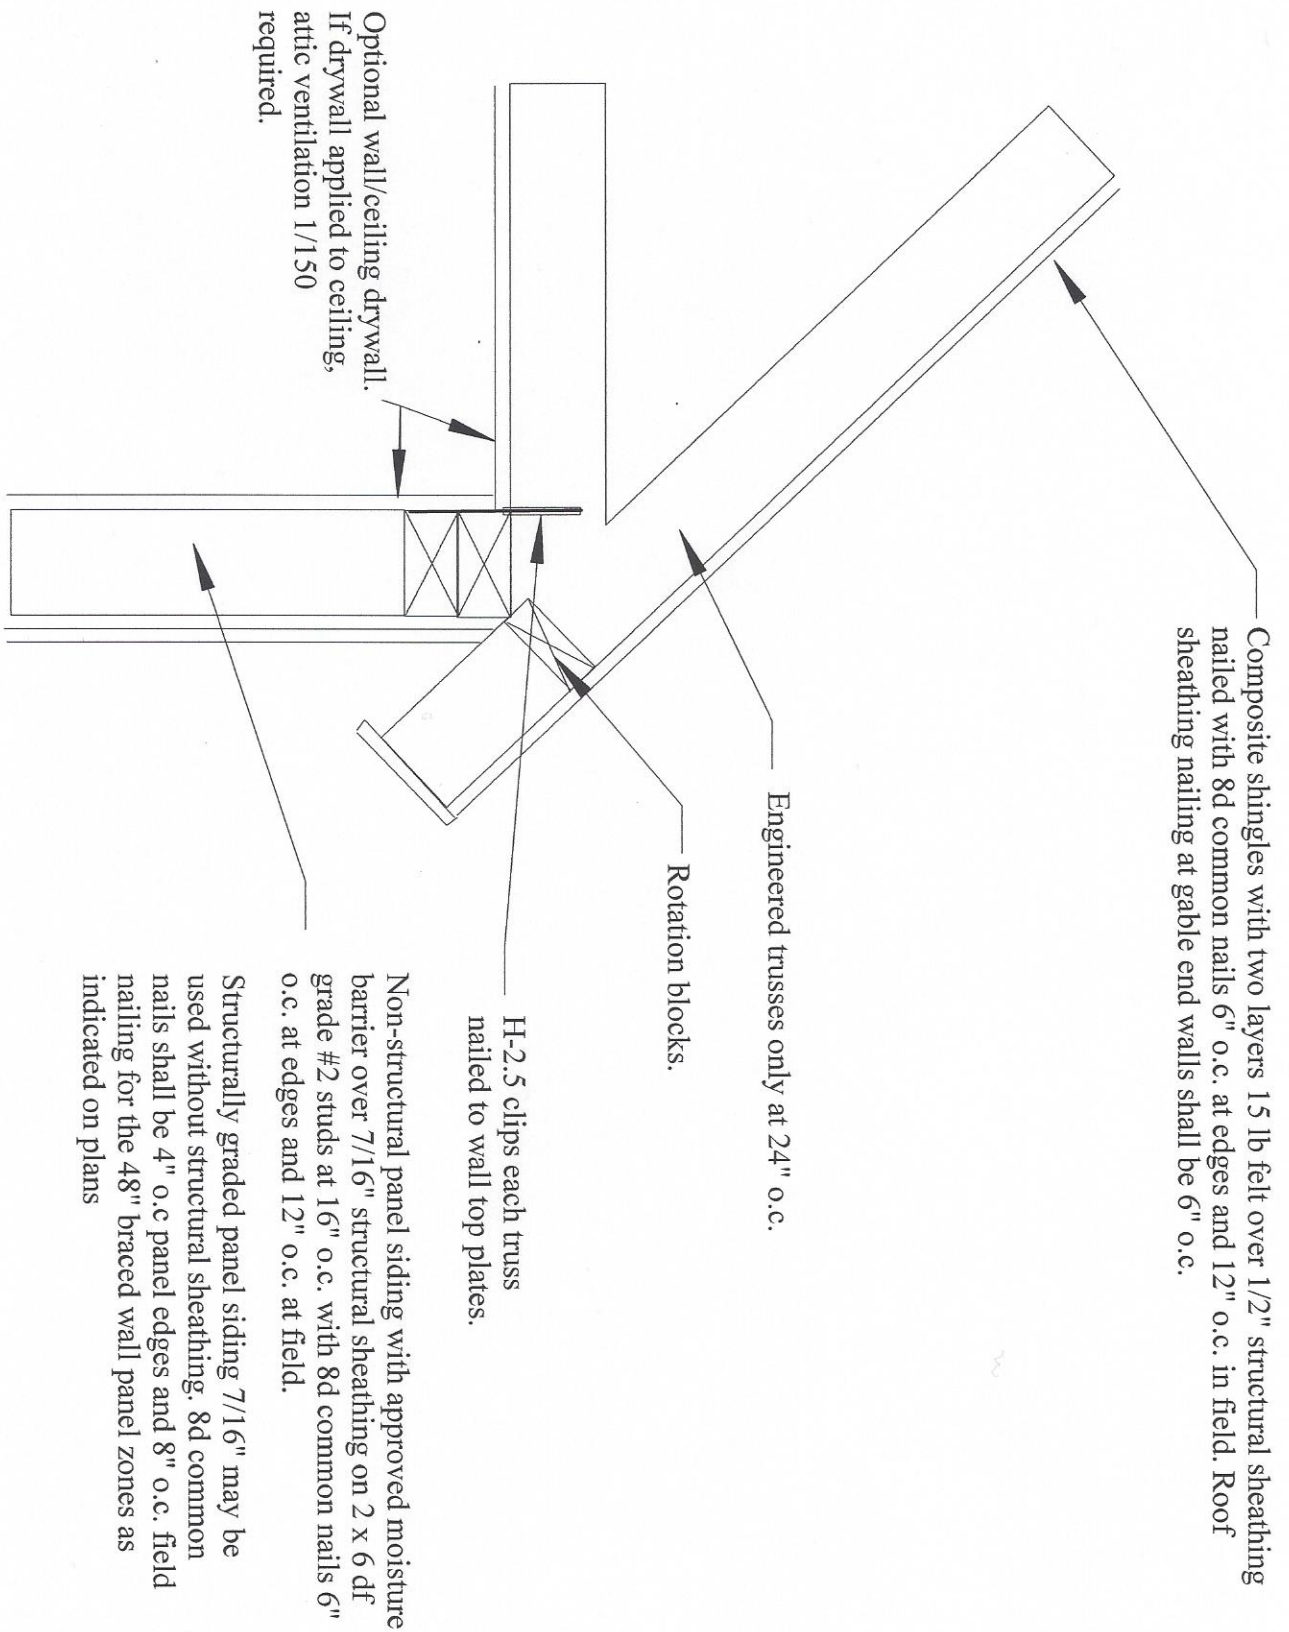 Composite shingles with two layers 15 lb felt over 1/2" structural sheathing
nailed with 8d common nails 6" o.c. at edges and 12" o.c. in field. Roof
sheathing nailing at gable end walls shall be 6" o.c.
Engineered trusses only at 24" o.c.
Rotation blocks.
H-2.5 clips each truss
nailed to wall top plates.
Optional wall/ceiling drywall.
If drywall applied to ceiling,
attic ventilation 1/150
required.
Non-structural panel siding with approved moisture
barrier over 7/16" structural sheathing on 2 x 6 df
grade #2 studs at 16" o.c. with 8d common nails 6"
o.c. at edges and 12" o.c. at field.
Structurally graded panel siding 7/16" may be
used without structural sheathing. 8d common
nails shall be 4" o.c panel edges and 8" o.c. field
nailing for the 48" braced wall panel zones as
indicated on plans